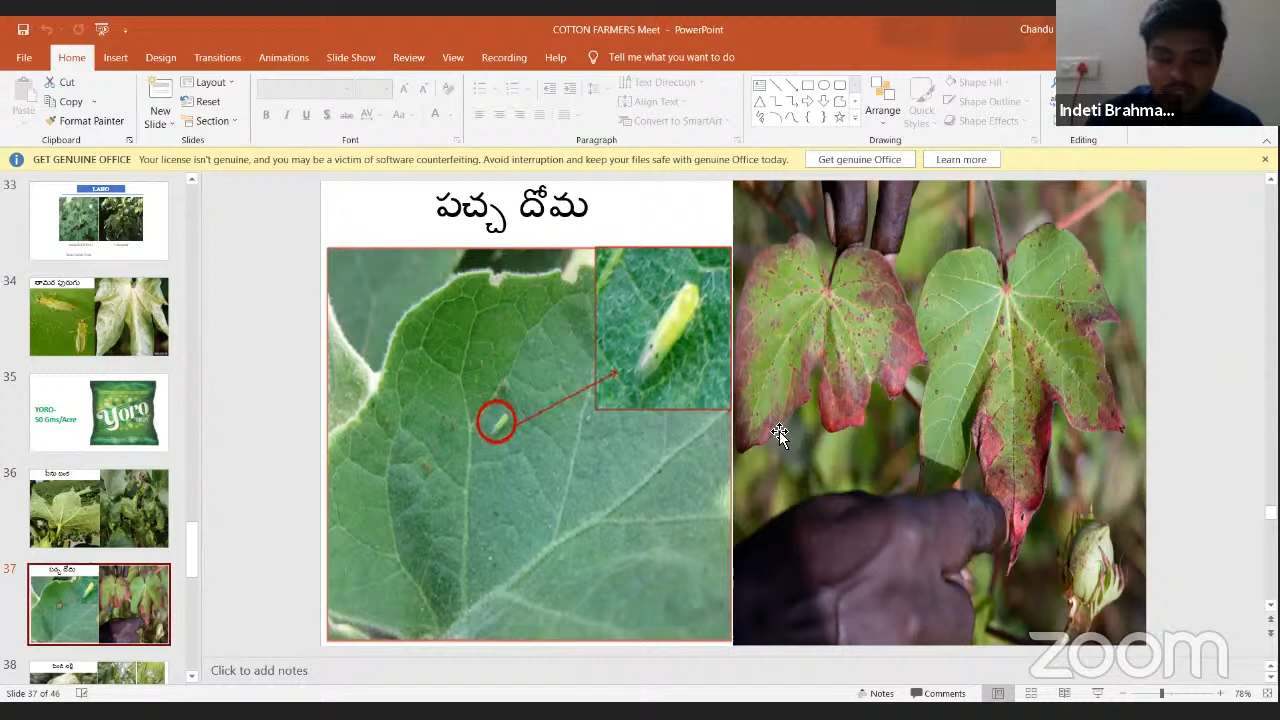 COTTON FARMERS Meet - PowerPoint
Chandu
File Home Insert Design Transitions Animations Slide Show Review View Recording Help Tell me what you want to do
Paste
Cut
Copy
Format Painter
Clipboard
New Slide
Layout
Reset
Section
Slides
Font
Text Direction
Align Text
Convert to SmartArt
Paragraph
Arrange
Quick Styles
Shape Fill
Shape Outline
Shape Effects
Drawing
Editing
Indeti Brahma...
GET GENUINE OFFICE Your license isn't genuine, and you may be a victim of software counterfeiting. Avoid interruption and keep your files safe with genuine Office today. Get genuine Office Learn more
33
LANO
34
తామర పురుగు
35
YORO-
50 Gms/Acre
Yoro
36
పేను బంక
37
పచ్చ దోమ
38
పచ్చ దోమ
Click to add notes
zoom
Slide 37 of 46
Notes Comments
78%